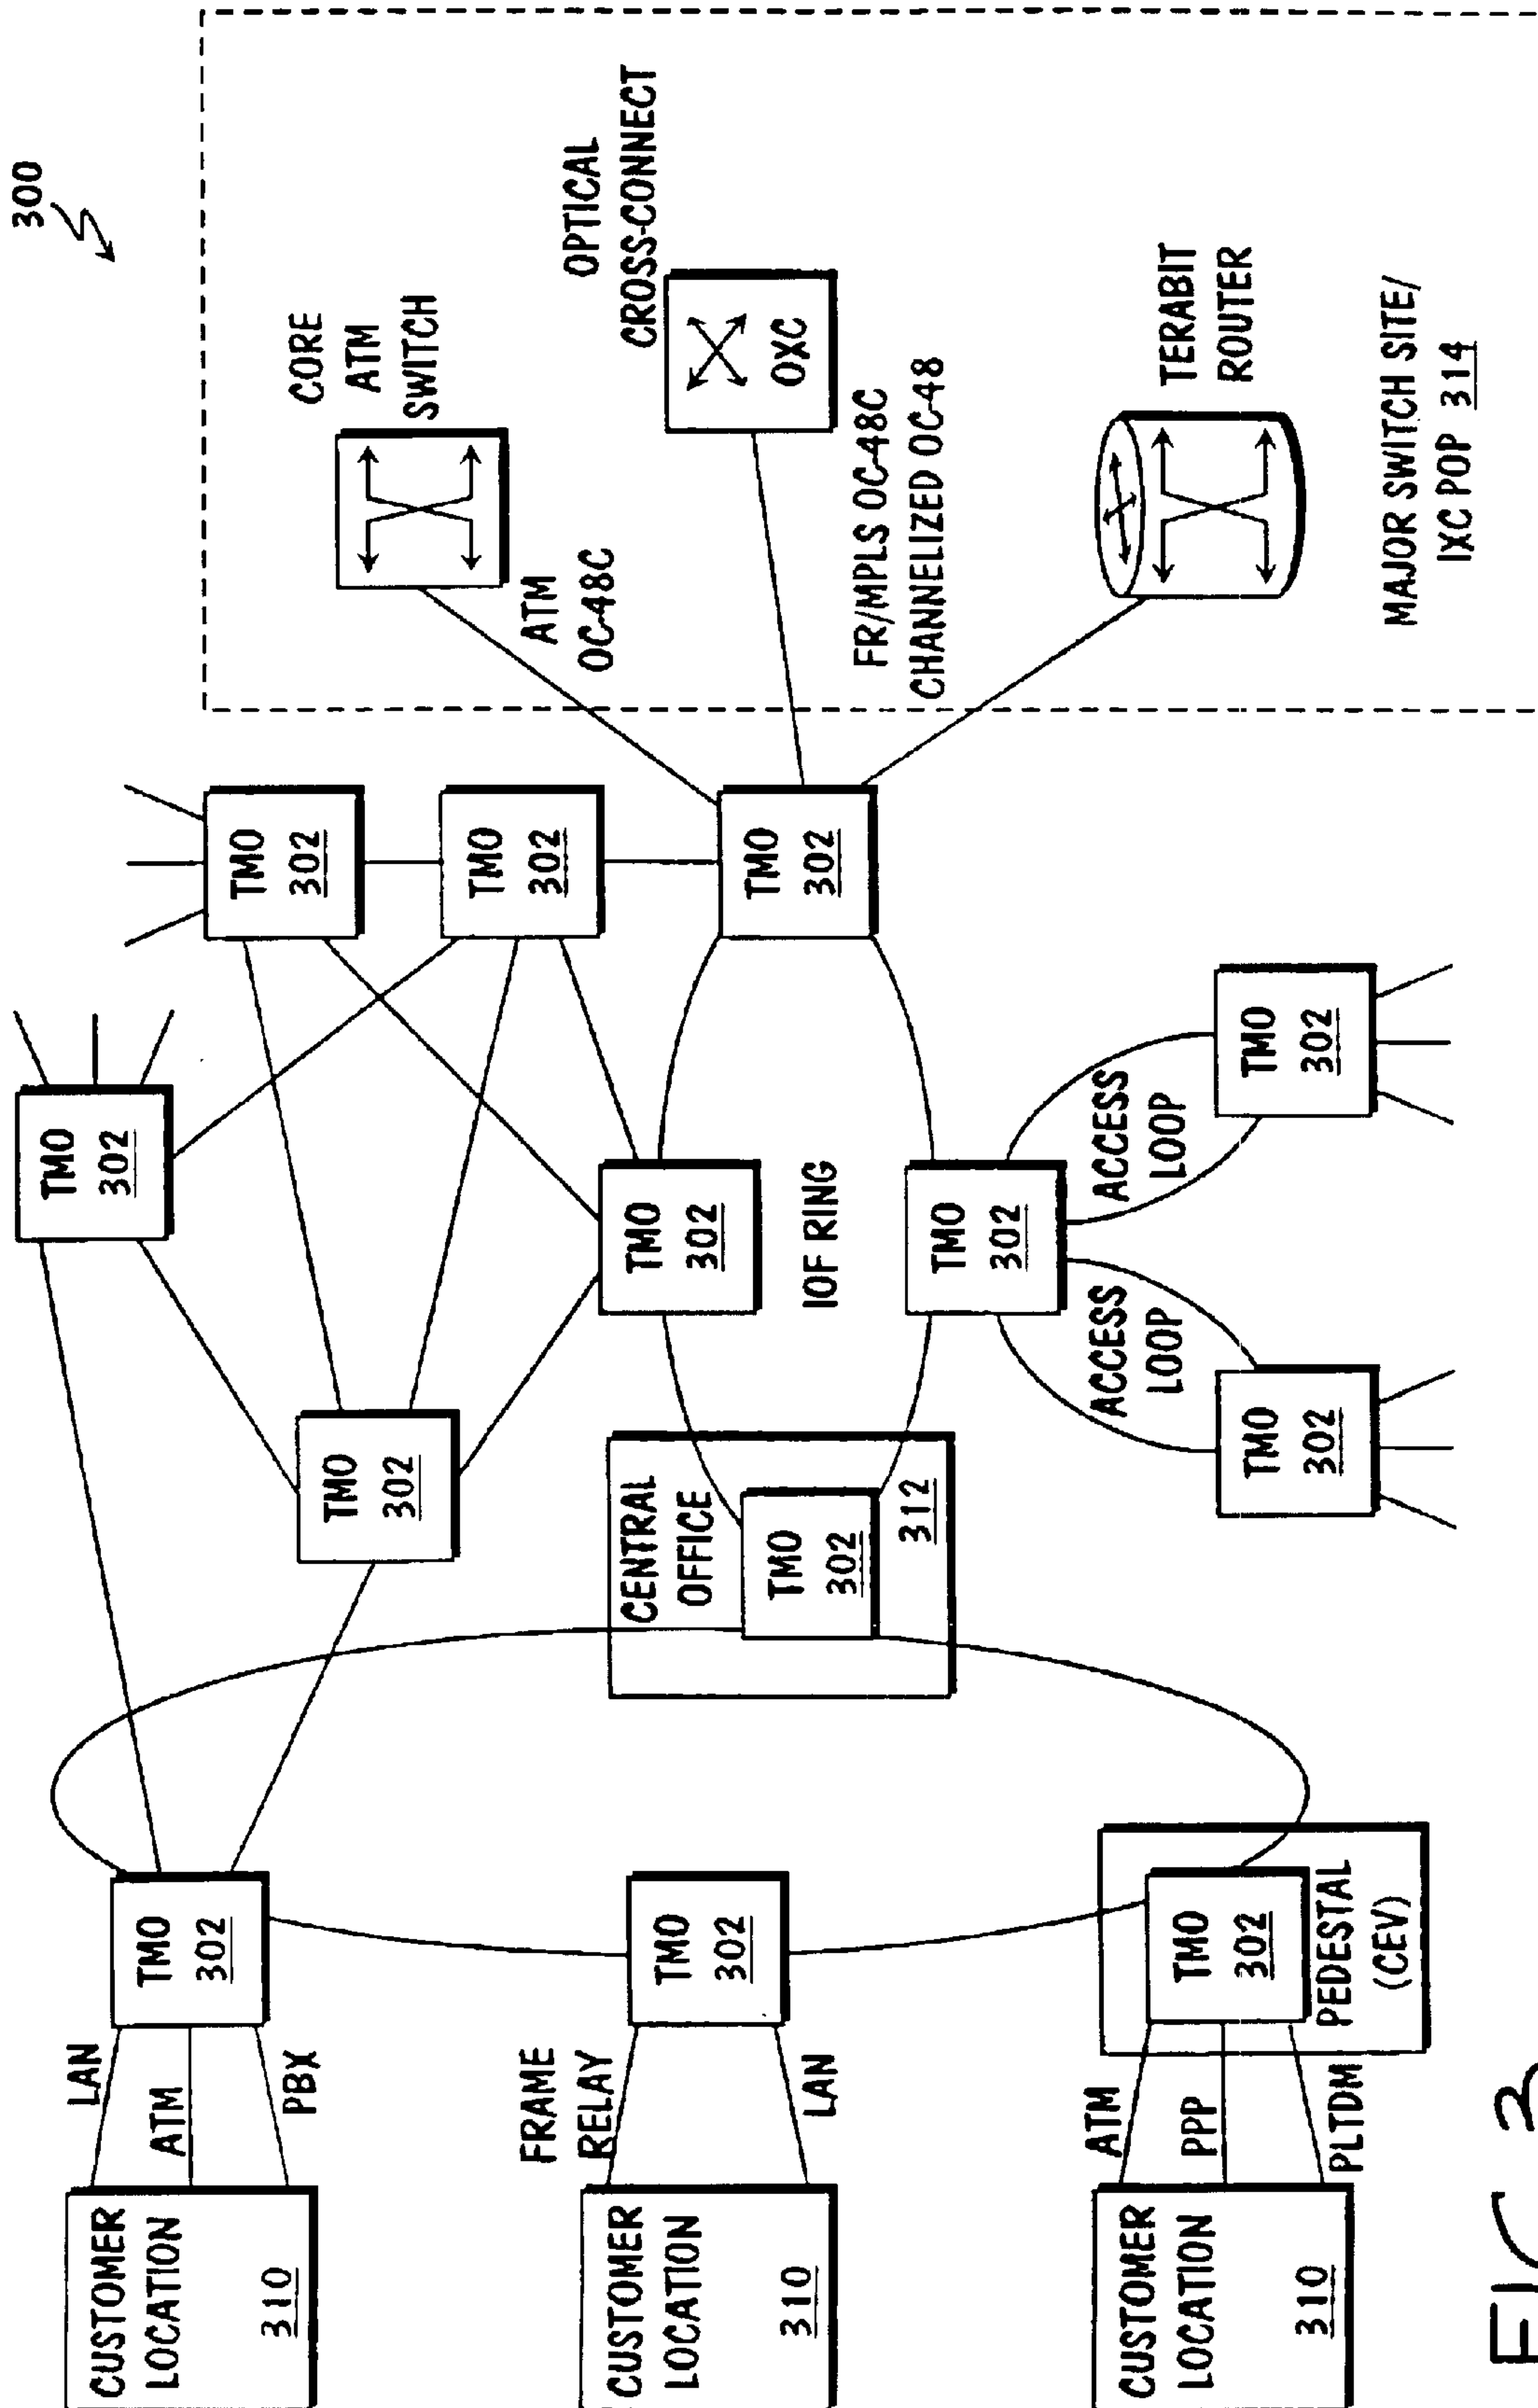 300
CUSTOMER
LOCATION
310
LAN
ATM
PBX
TMO
302
TMO
302
TMO
302
TMO
302
TMO
302
CORE
ATM
SWITCH
ATM
OC-48C
CUSTOMER
LOCATION
310
FRAME
RELAY
LAN
TMO
302
CENTRAL
OFFICE
TMO
302
312
TMO
302
IOF RING
TMO
302
OPTICAL
CROSS-CONNECT
OXC
FR/MPLS OC-48C
CHANNELIZED OC-48
CUSTOMER
LOCATION
310
ATM
PPP
PLTDM
TMO
302
PEDESTAL
(CEV)
TMO
302
ACCESS
LOOP
ACCESS
LOOP
TMO
302
TMO
302
TERABIT
ROUTER
MAJOR SWITCH SITE/
IXC POP 314
FIG 3